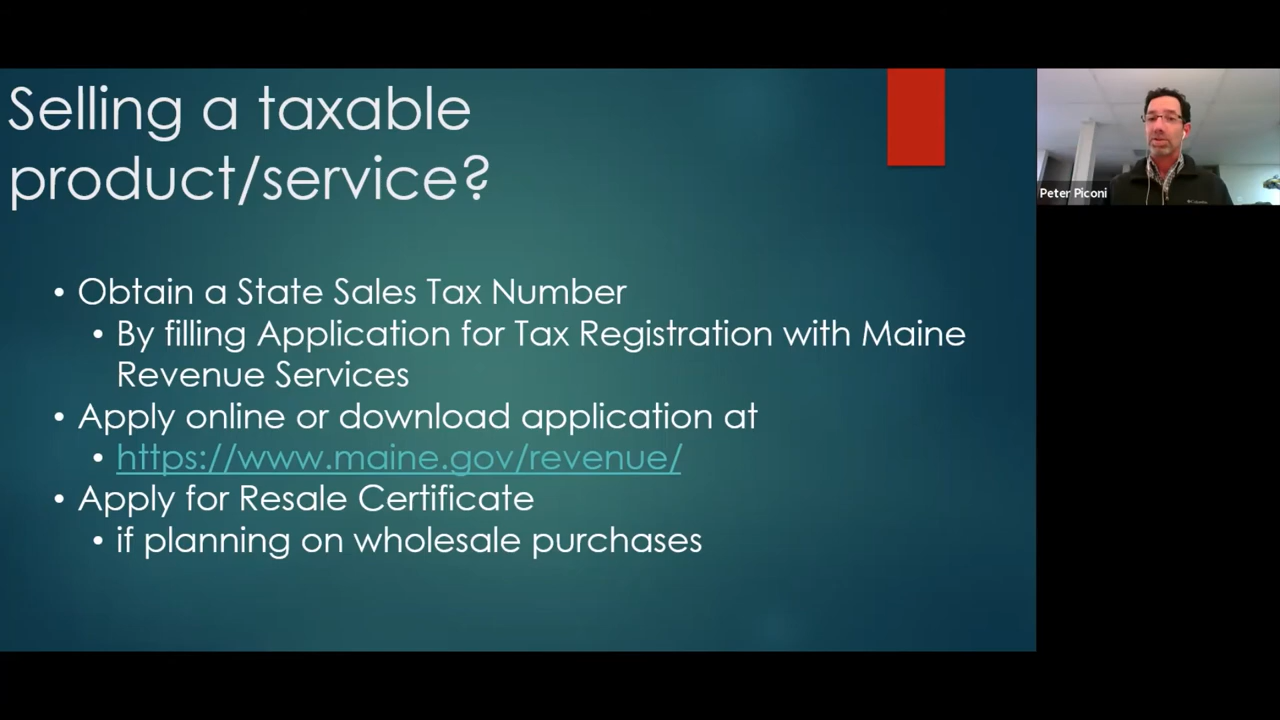 Selling a taxable
product/service?
• Obtain a State Sales Tax Number
• By filling Application for Tax Registration with Maine
Revenue Services
• Apply online or download application at
• https://www.maine.gov/revenue/
• Apply for Resale Certificate
• if planning on wholesale purchases
Peter Piconi